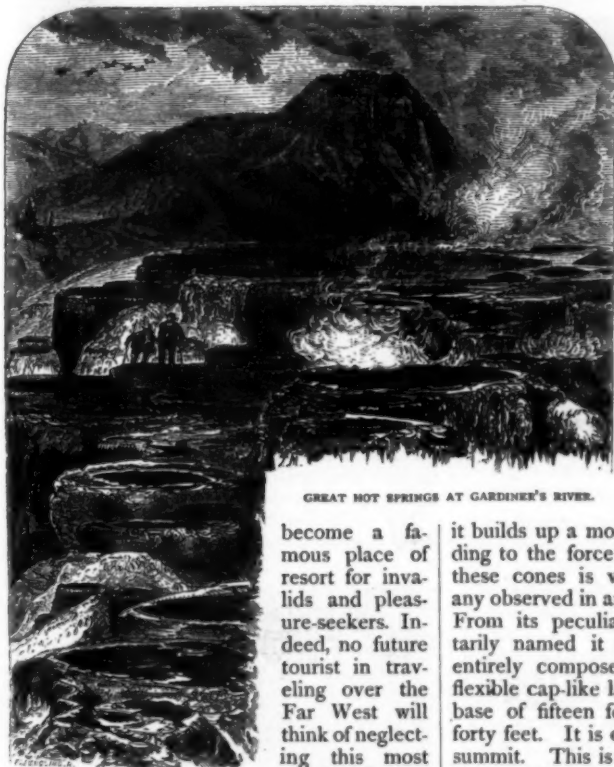 GREAT HOT SPRINGS AT GARDINER'S RIVER.
become a fa-
mous place of
resort for inva-
lids and pleas-
ure-seekers. In-
deed, no future
tourist in trav-
eling over the
Far West will
think of neglect-
ing this most
it builds up a mo
ding to the force
these cones is
any observed in
From its peculia
tarily named it
entirely compose
flexible cap-like
base of fifteen
forty feet. It is
summit. This is